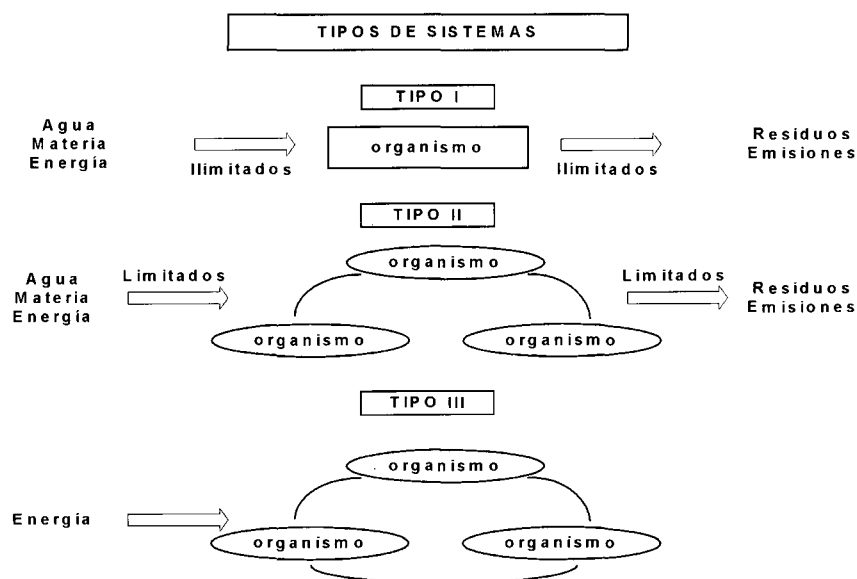 TIPOS DE SISTEMAS
TIPO I
Agua
Materia
Energía
Ilimitados
organismo
Ilimitados
Residuos
Emisiones
TIPO II
Agua
Materia
Energía
Limitados
organismo
organismo
organismo
Limitados
Residuos
Emisiones
TIPO III
organismo
Energía
organismo
organismo